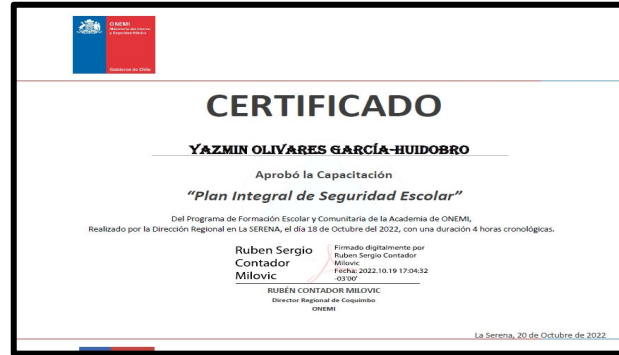 ONEMI
Ministerio del Interior
y Seguridad Pública
Gobierno de Chile
CERTIFICADO
YAZMIN OLIVARES GARCÍA-HUIDOBRO
Aprobó la Capacitación
“Plan Integral de Seguridad Escolar”
Del Programa de Formación Escolar y Comunitaria de la Academia de ONEMI,
Realizado por la Dirección Regional en La SERENA, el día 18 de Octubre del 2022, con una duración 4 horas cronológicas.
Ruben Sergio
Contador
Milovic
Firmado digitalmente por
Ruben Sergio Contador
Milovic
Fecha: 2022.10.19 17:04:32
-03'00'
RUBÉN CONTADOR MILOVIC
Director Regional de Coquimbo
ONEMI
La Serena, 20 de Octubre de 2022